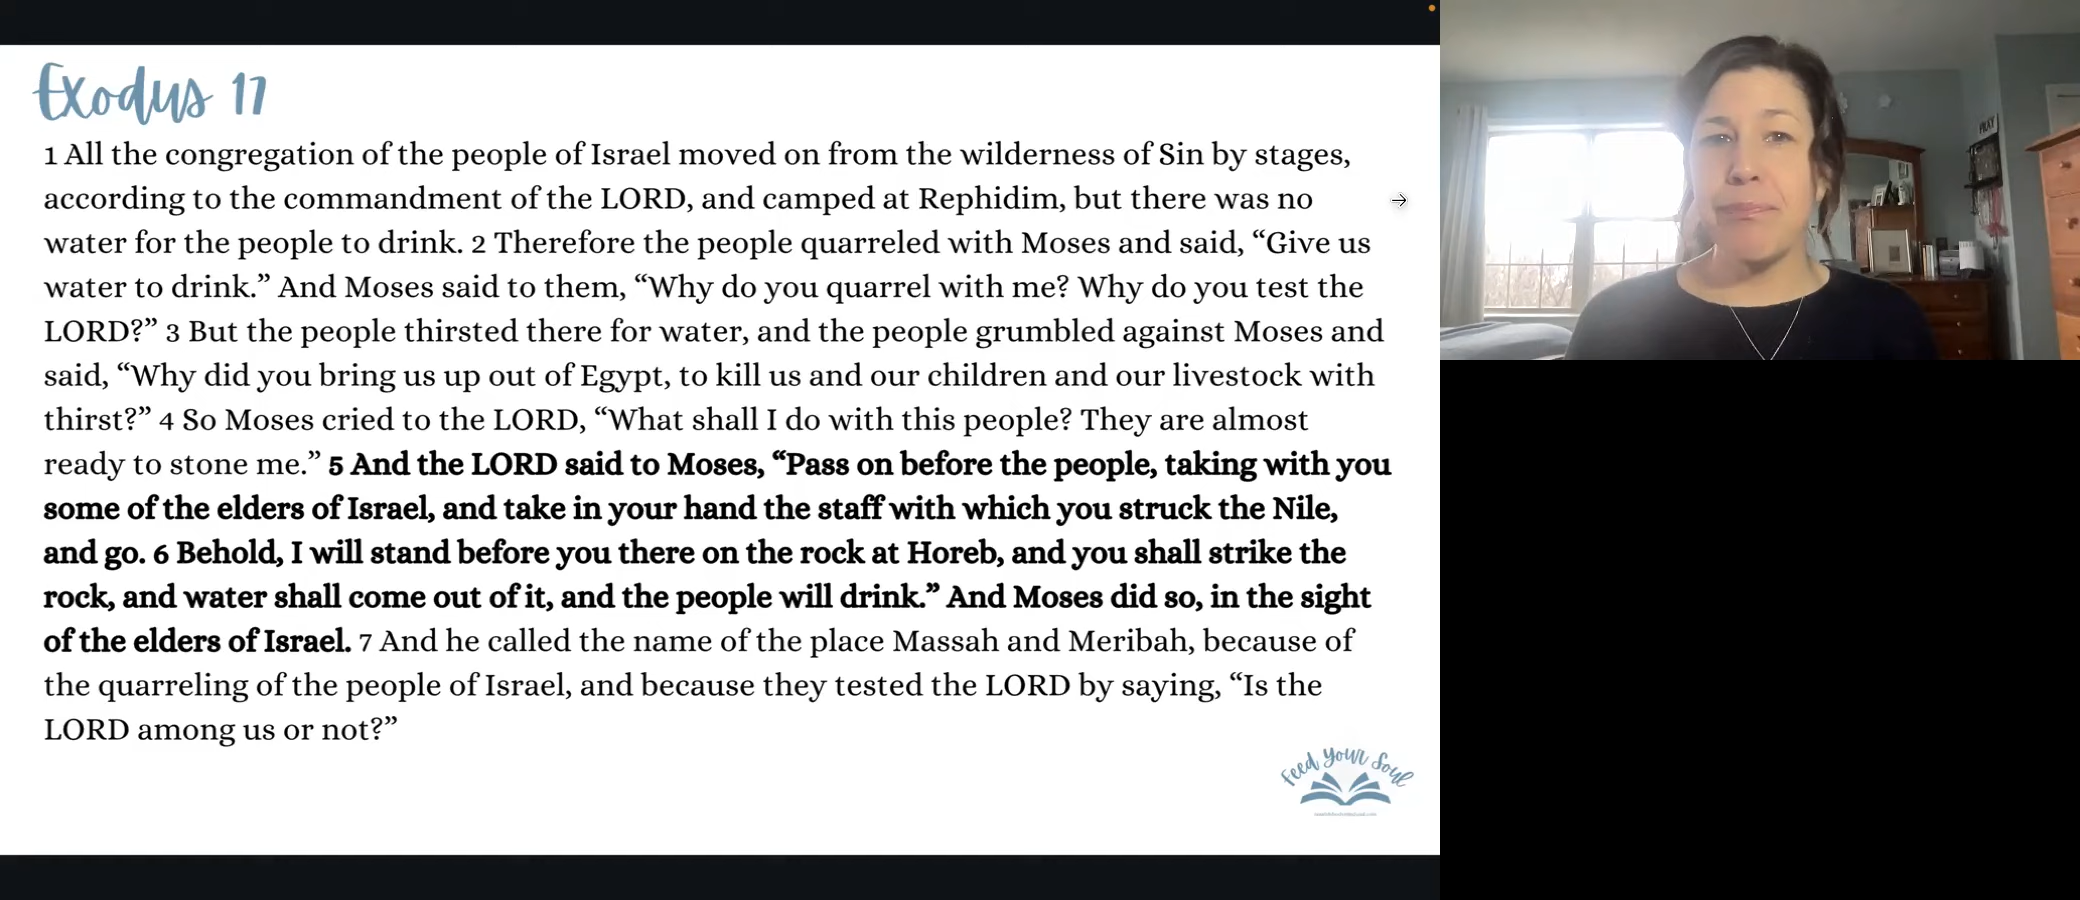 Exodus 17
1 All the congregation of the people of Israel moved on from the wilderness of Sin by stages,
according to the commandment of the LORD, and camped at Rephidim, but there was no
water for the people to drink. 2 Therefore the people quarreled with Moses and said, “Give us
water to drink.” And Moses said to them, “Why do you quarrel with me? Why do you test the
LORD?” 3 But the people thirsted there for water, and the people grumbled against Moses and
said, “Why did you bring us up out of Egypt, to kill us and our children and our livestock with
thirst?” 4 So Moses cried to the LORD, “What shall I do with this people? They are almost
ready to stone me.” 5 And the LORD said to Moses, “Pass on before the people, taking with you
some of the elders of Israel, and take in your hand the staff with which you struck the Nile,
and go. 6 Behold, I will stand before you there on the rock at Horeb, and you shall strike the
rock, and water shall come out of it, and the people will drink.” And Moses did so, in the sight
of the elders of Israel. 7 And he called the name of the place Massah and Meribah, because of
the quarreling of the people of Israel, and because they tested the LORD by saying, “Is the
LORD among us or not?”
Feed Your Soul
PRAY